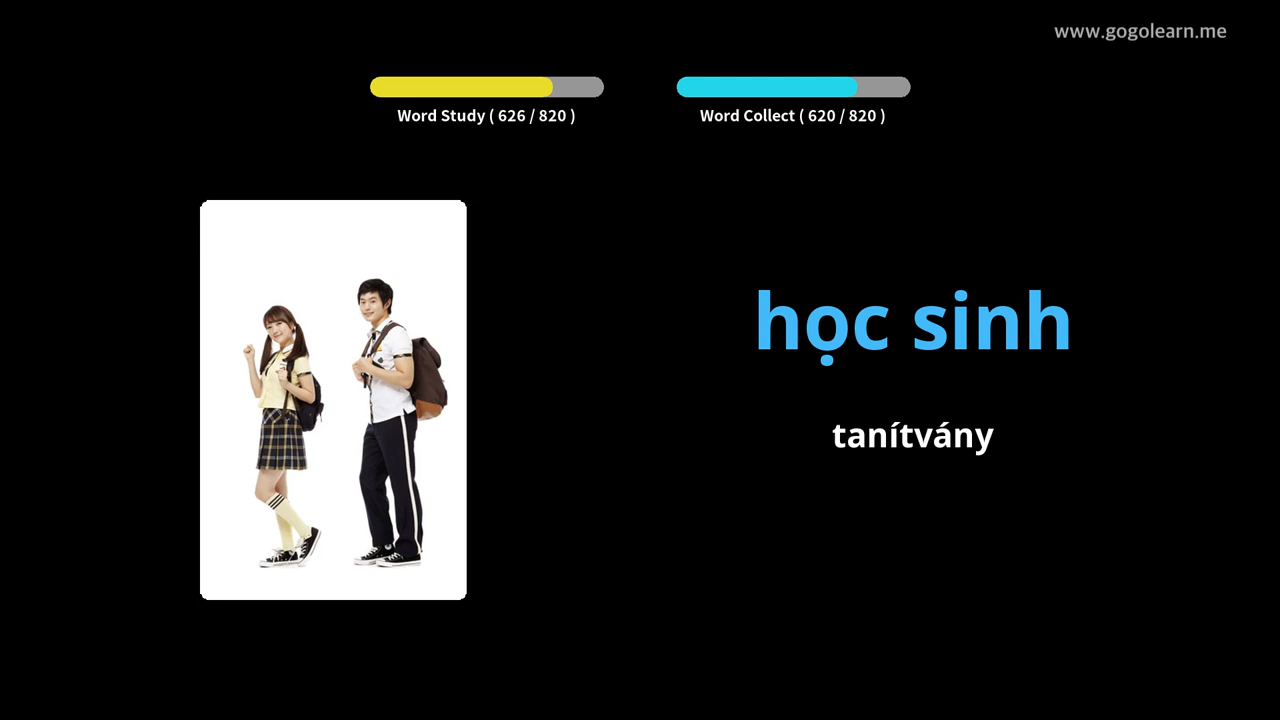 www.gogolearn.me
Word Study ( 626 / 820 )
Word Collect ( 620 / 820 )
học sinh
tanítvány